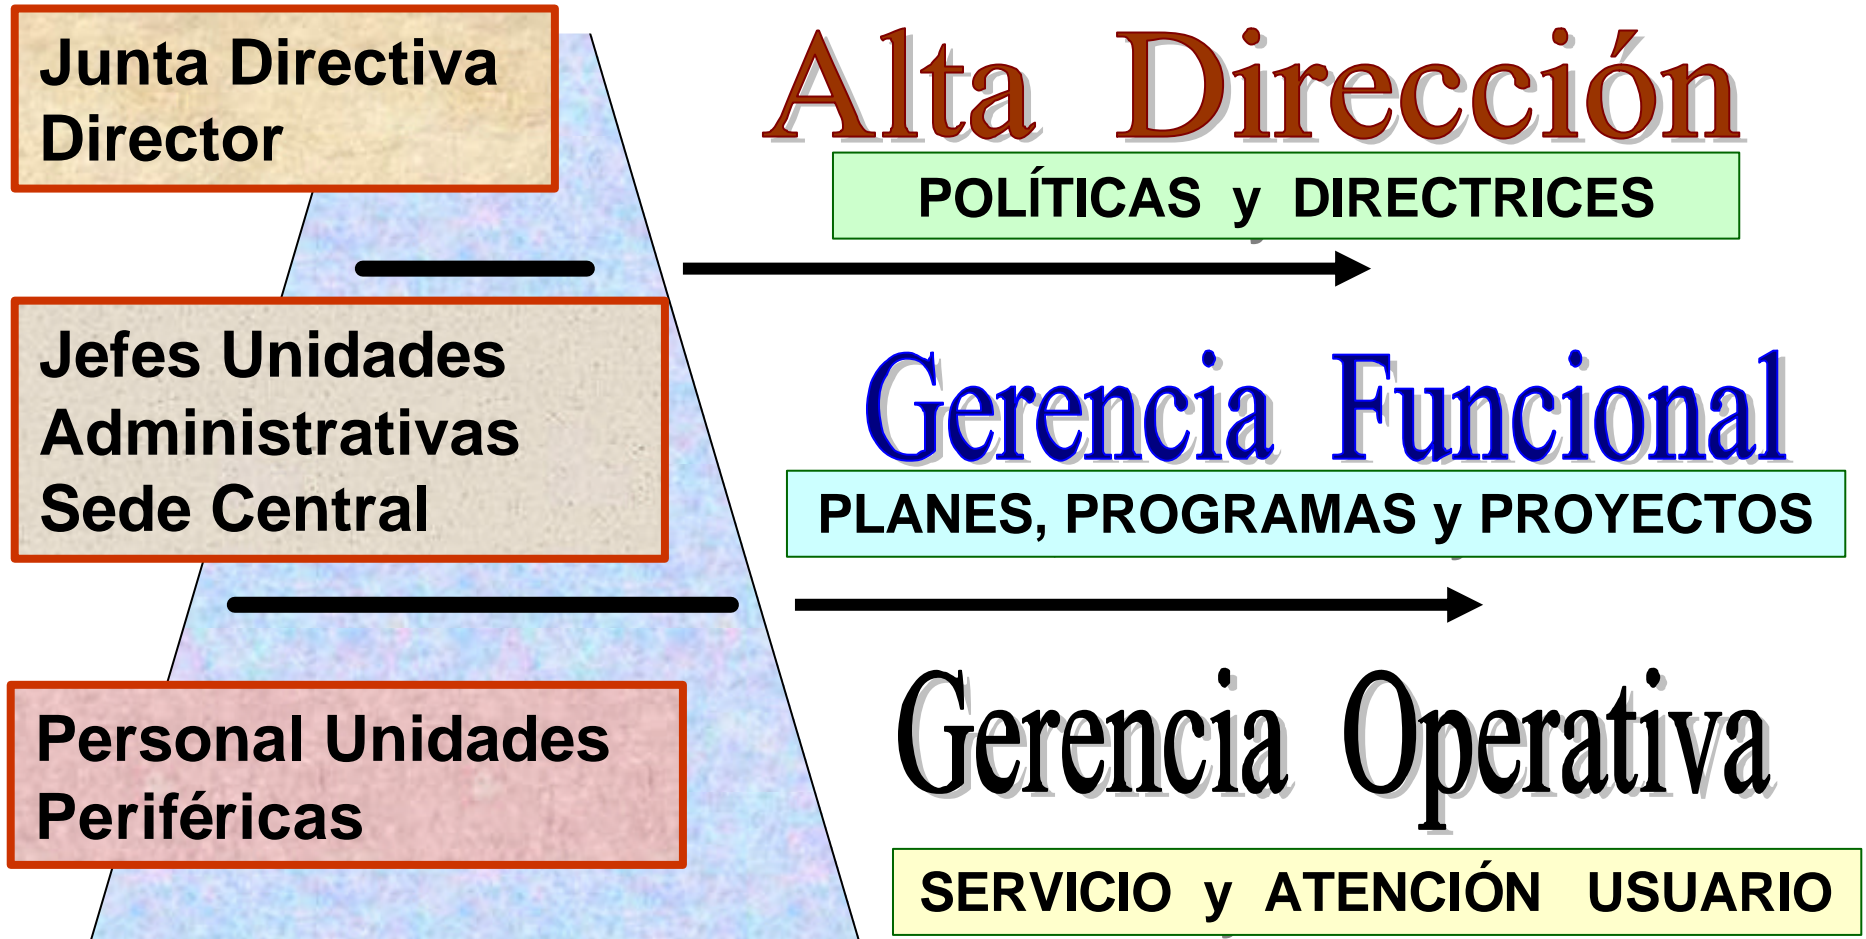 Junta Directiva
Director
Alta Dirección
POLÍTICAS y DIRECTRICES
Jefes Unidades
Administrativas
Sede Central
Gerencia Funcional
PLANES, PROGRAMAS y PROYECTOS
Personal Unidades
Periféricas
Gerencia Operativa
SERVICIO y ATENCIÓN USUARIO